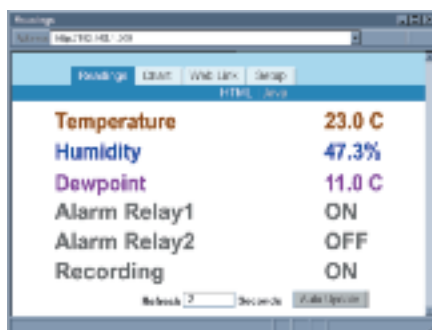 Readings
Readings Chart Web Link Setup
HTML Java
Temperature 23.0 C
Humidity 47.3%
Dewpoint 11.0 C
Alarm Relay1 ON
Alarm Relay2 OFF
Recording ON
Refresh 2 Seconds Auto Update